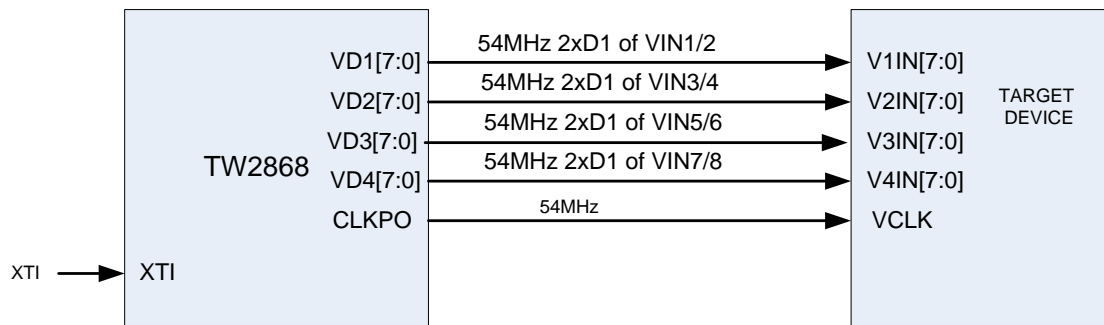 54MHz 2xD1 of VIN1/2
VD1[7:0]
V1IN[7:0]
54MHz 2xD1 of VIN3/4
VD2[7:0]
V2IN[7:0]
TARGET
DEVICE
54MHz 2xD1 of VIN5/6
VD3[7:0]
V3IN[7:0]
TW2868
54MHz 2xD1 of VIN7/8
VD4[7:0]
V4IN[7:0]
CLKPO
54MHz
VCLK
XTI
XTI